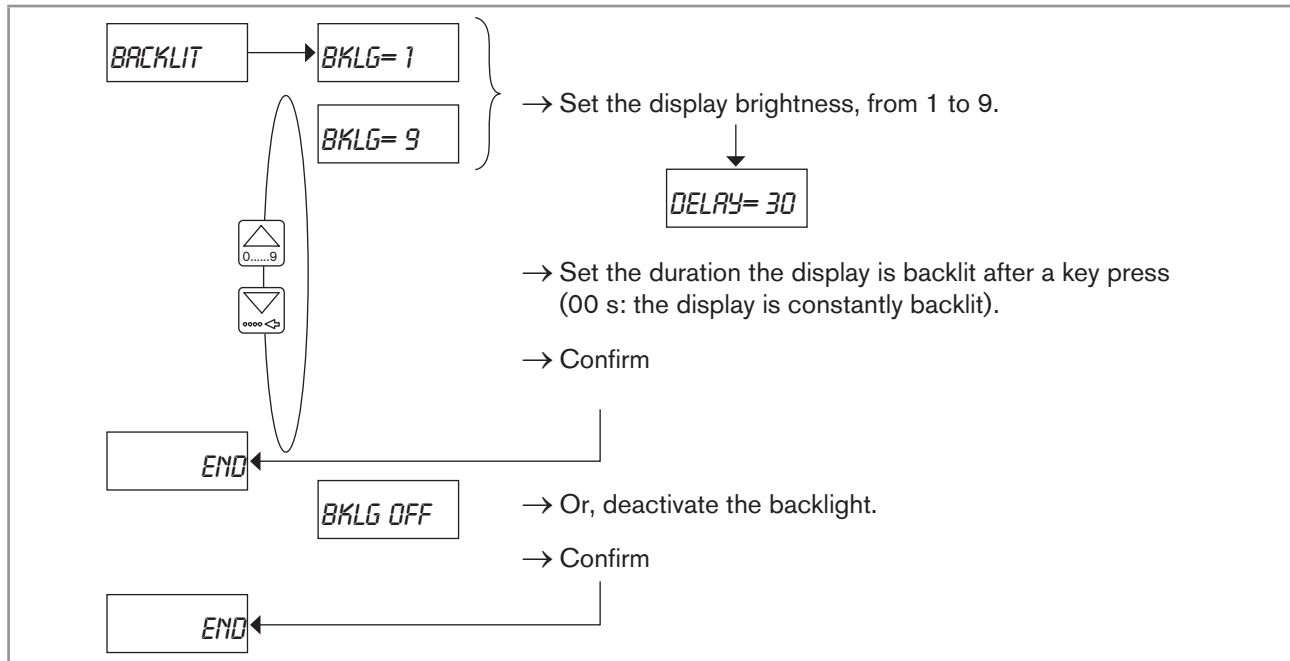 BACKLIT
BKLG= 1
BKLG= 9
→ Set the display brightness, from 1 to 9.
DELAY= 30
0......9
→ Set the duration the display is backlit after a key press
(00 s: the display is constantly backlit).
→ Confirm
END
BKLG OFF
→ Or, deactivate the backlight.
→ Confirm
END